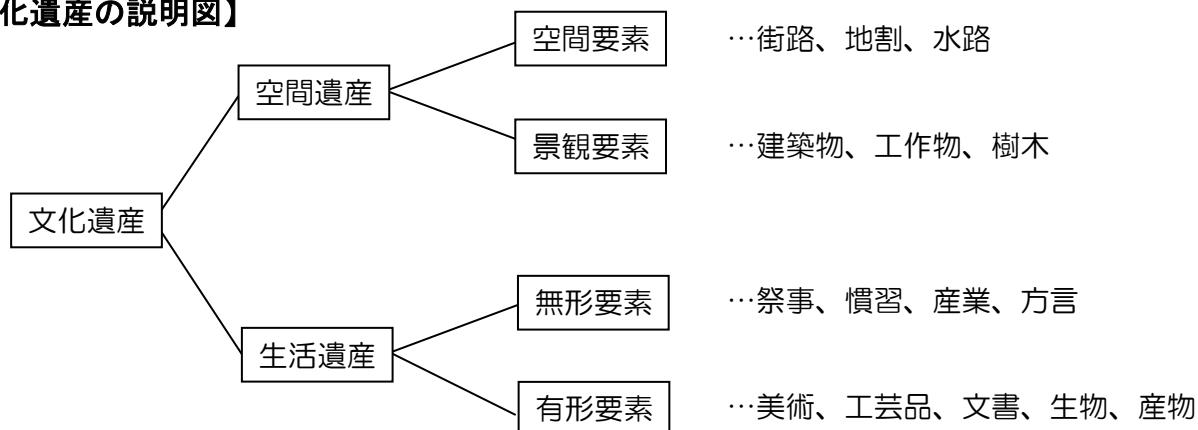 化遺産の説明図】
空間要素 …街路、地割、水路
空間遺産
景観要素 …建築物、工作物、樹木
文化遺産
無形要素 …祭事、慣習、産業、方言
生活遺産
有形要素 …美術、工芸品、文書、生物、産物